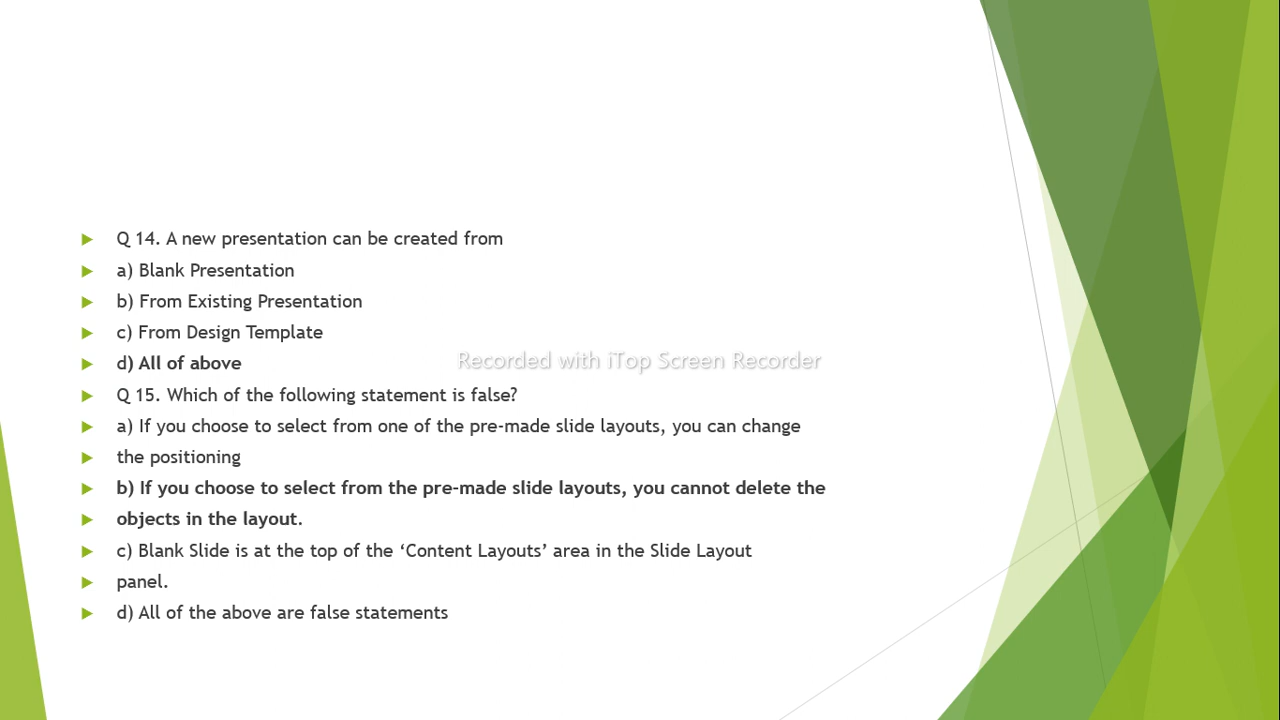 Q 14. A new presentation can be created from
a) Blank Presentation
b) From Existing Presentation
c) From Design Template
d) All of above
Recorded with iTop Screen Recorder
Q 15. Which of the following statement is false?
a) If you choose to select from one of the pre-made slide layouts, you can change
the positioning
b) If you choose to select from the pre-made slide layouts, you cannot delete the
objects in the layout.
c) Blank Slide is at the top of the ‘Content Layouts’ area in the Slide Layout
panel.
d) All of the above are false statements